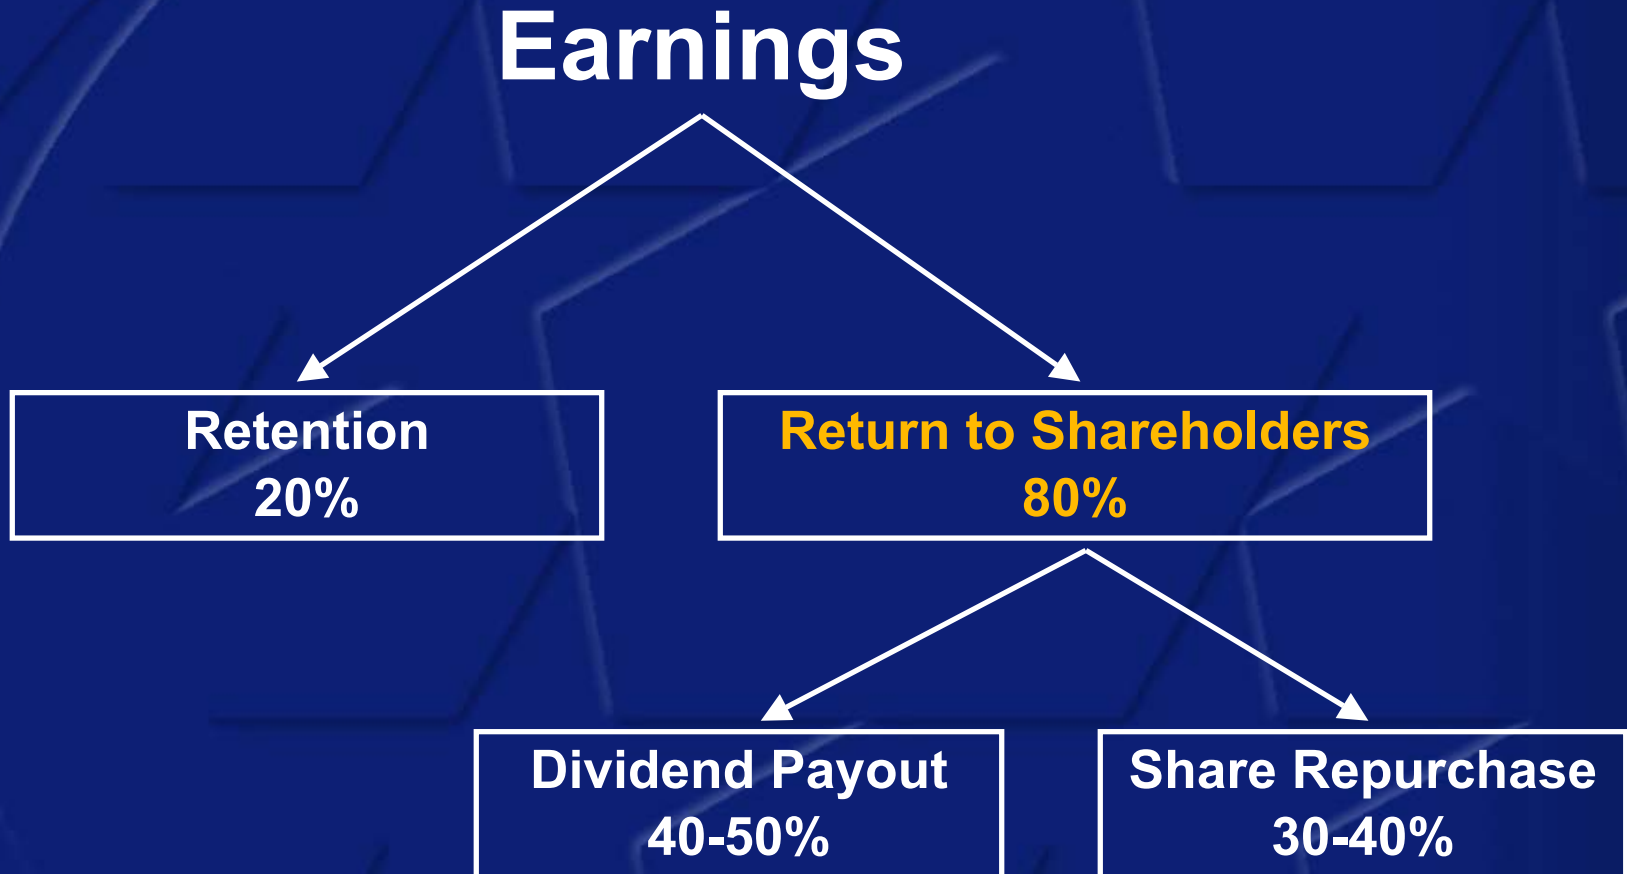 Earnings
Retention
20%
Return to Shareholders
80%
Dividend Payout
40-50%
Share Repurchase
30-40%